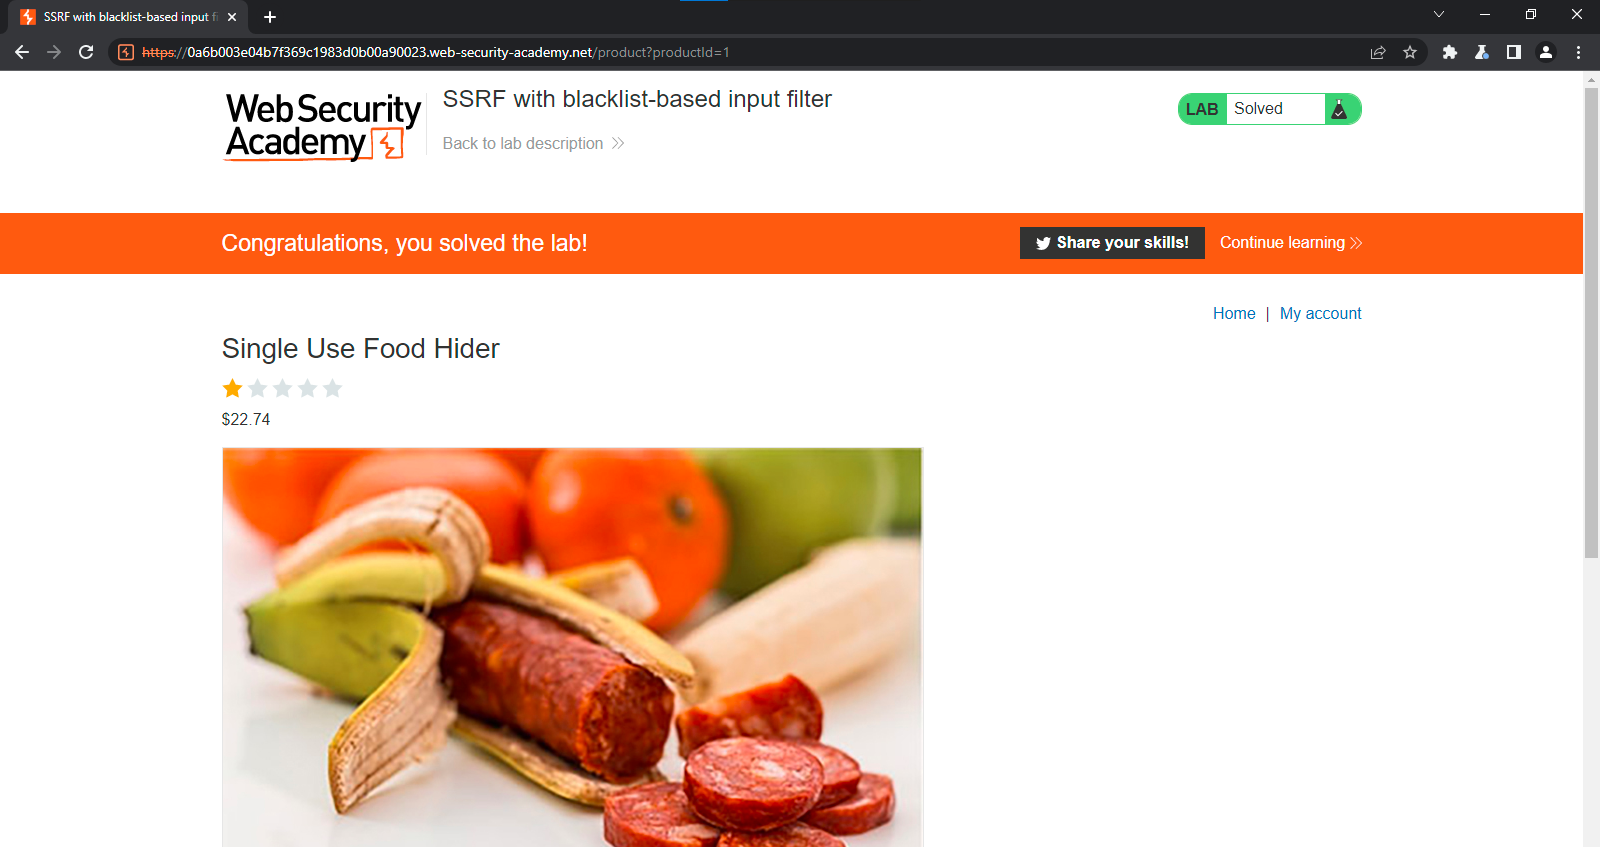 SSRF with blacklist-based input fi
https://0a6b003e04b7f369c1983d0b00a90023.web-security-academy.net/product?productId=1
Web Security
Academy
SSRF with blacklist-based input filter
Back to lab description
LAB Solved
Congratulations, you solved the lab!
Share your skills!
Continue learning
Home | My account
Single Use Food Hider
$22.74